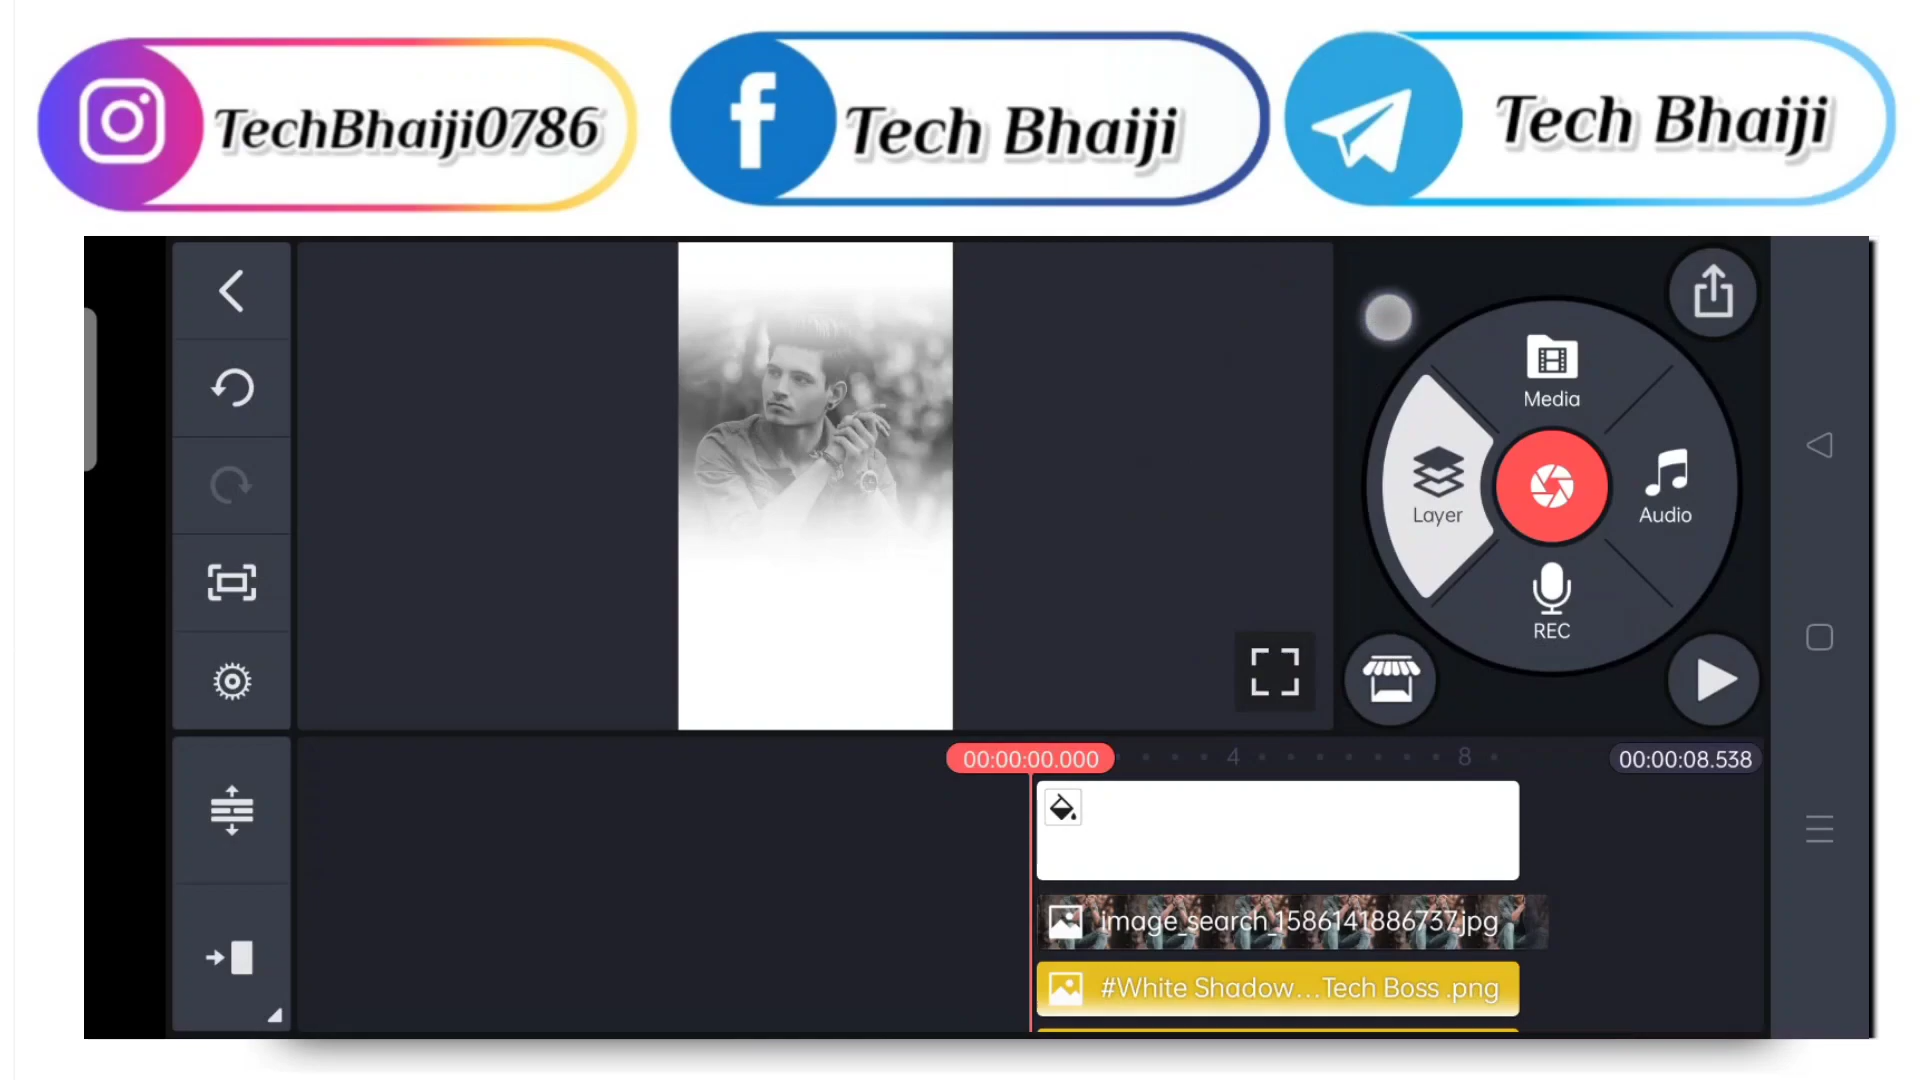 TechBhaiji0786
Tech Bhaiji
Tech Bhaiji
Media
Layer
Audio
REC
00:00:00.000
4
8
00:00:08.538
image_search_1586141886737.jpg
#White Shadow...Tech Boss .png